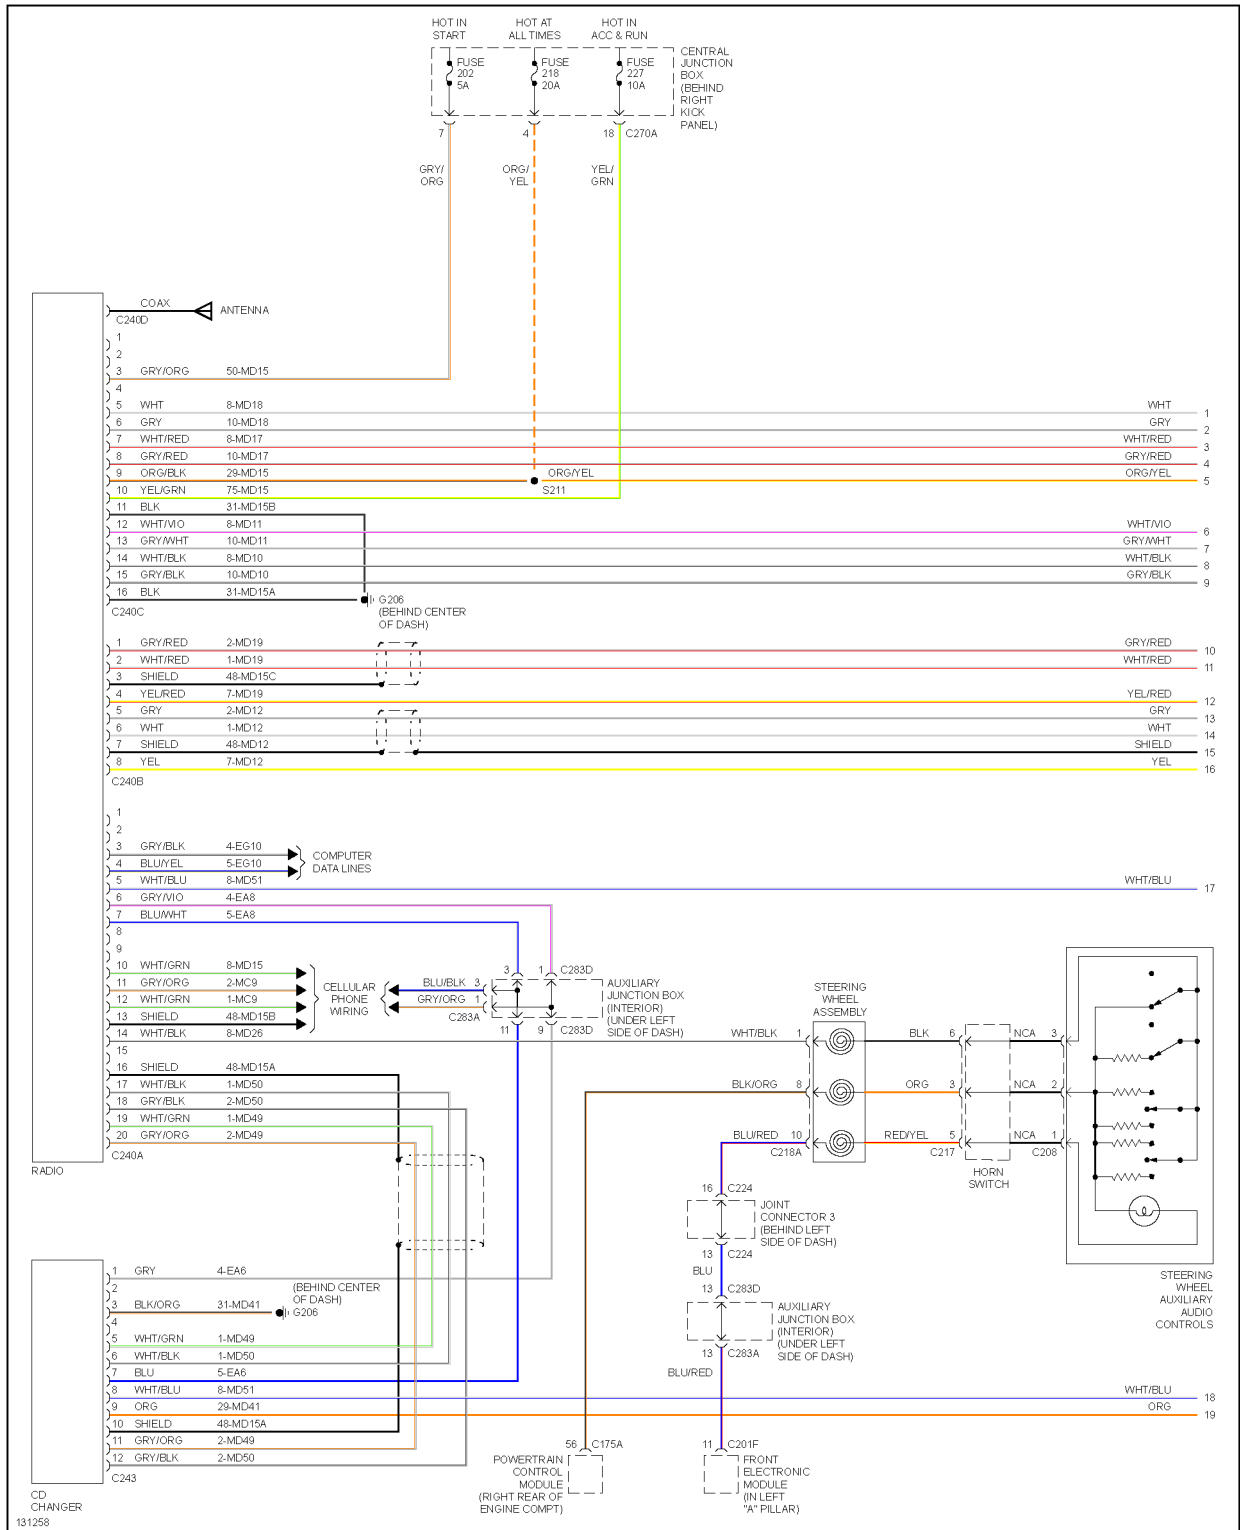 HOT IN
START
HOT AT
ALL TIMES
HOT IN
ACC & RUN
FUSE
202
5A
FUSE
218
20A
FUSE
227
10A
CENTRAL
JUNCTION
BOX
(BEHIND
RIGHT
KICK
PANEL)
7
4
18 C270A
GRY/
ORG
ORG/
YEL
YEL/
GRN
COAX
ANTENNA
C240D
1
2
3 GRY/ORG 50-MD15
4
5 WHT 8-MD18 WHT 1
6 GRY 10-MD18 GRY 2
7 WHT/RED 8-MD17 WHT/RED 3
8 GRY/RED 10-MD17 GRY/RED 4
9 ORG/BLK 29-MD15 ORG/YEL ORG/YEL 5
S211
10 YEL/GRN 75-MD15
11 BLK 31-MD15B
12 WHT/VIO 8-MD11 WHT/VIO 6
13 GRY/WHT 10-MD11 GRY/WHT 7
14 WHT/BLK 8-MD10 WHT/BLK 8
15 GRY/BLK 10-MD10 GRY/BLK 9
16 BLK 31-MD15A
C240C
G206
(BEHIND CENTER
OF DASH)
1 GRY/RED 2-MD19 GRY/RED 10
2 WHT/RED 1-MD19 WHT/RED 11
3 SHIELD 48-MD15C
4 YEL/RED 7-MD19 YEL/RED 12
5 GRY 2-MD12 GRY 13
6 WHT 1-MD12 WHT 14
7 SHIELD 48-MD12 SHIELD 15
8 YEL 7-MD12 YEL 16
C240B
1
2
3 GRY/BLK 4-EG10
4 BLU/YEL 5-EG10
COMPUTER
DATA LINES
5 WHT/BLU 8-MD51 WHT/BLU 17
6 GRY/VIO 4-EA8
7 BLU/WHT 5-EA8
8
9
10 WHT/GRN 8-MD15
11 GRY/ORG 2-MC9
12 WHT/GRN 1-MC9
13 SHIELD 48-MD15B
14 WHT/BLK 8-MD26
15
16 SHIELD 48-MD15A
17 WHT/BLK 1-MD50
18 GRY/BLK 2-MD50
19 WHT/GRN 1-MD49
20 GRY/ORG 2-MD49
C240A
RADIO
CELLULAR
PHONE
WIRING
BLU/BLK 3
GRY/ORG 1
C283A
3 1 C283D
11 9 C283D
AUXILIARY
JUNCTION BOX
(INTERIOR)
(UNDER LEFT
SIDE OF DASH)
STEERING
WHEEL
ASSEMBLY
WHT/BLK 1 BLK 6 NCA 3
BLK/ORG 8 ORG 3 NCA 2
BLU/RED 10 RED/YEL 5 NCA 1
C218A C217 C208
HORN
SWITCH
16 C224
JOINT
CONNECTOR 3
(BEHIND LEFT
SIDE OF DASH)
13 C224
BLU
13 C283D
AUXILIARY
JUNCTION BOX
(INTERIOR)
(UNDER LEFT
SIDE OF DASH)
13 C283A
BLU/RED
STEERING
WHEEL
AUXILIARY
AUDIO
CONTROLS
1 GRY 4-EA6
2
3 BLK/ORG 31-MD41
(BEHIND CENTER
OF DASH)
G206
4
5 WHT/GRN 1-MD49
6 WHT/BLK 1-MD50
7 BLU 5-EA6
8 WHT/BLU 8-MD51 WHT/BLU 18
9 ORG 29-MD41 ORG 19
10 SHIELD 48-MD15A
11 GRY/ORG 2-MD49
12 GRY/BLK 2-MD50
C243
CD
CHANGER
56 C175A
POWERTRAIN
CONTROL
MODULE
(RIGHT REAR OF
ENGINE COMPT)
11 C201F
FRONT
ELECTRONIC
MODULE
(IN LEFT
"A" PILLAR)
131258